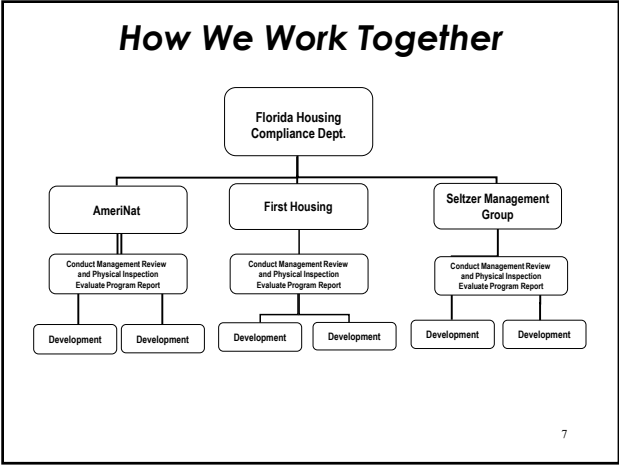 How We Work Together
Florida Housing
Compliance Dept.
AmeriNat
First Housing
Seltzer Management
Group
Conduct Management Review
and Physical Inspection
Evaluate Program Report
Conduct Management Review
and Physical Inspection
Evaluate Program Report
Conduct Management Review
and Physical Inspection
Evaluate Program Report
Development
Development
Development
Development
Development
Development
7